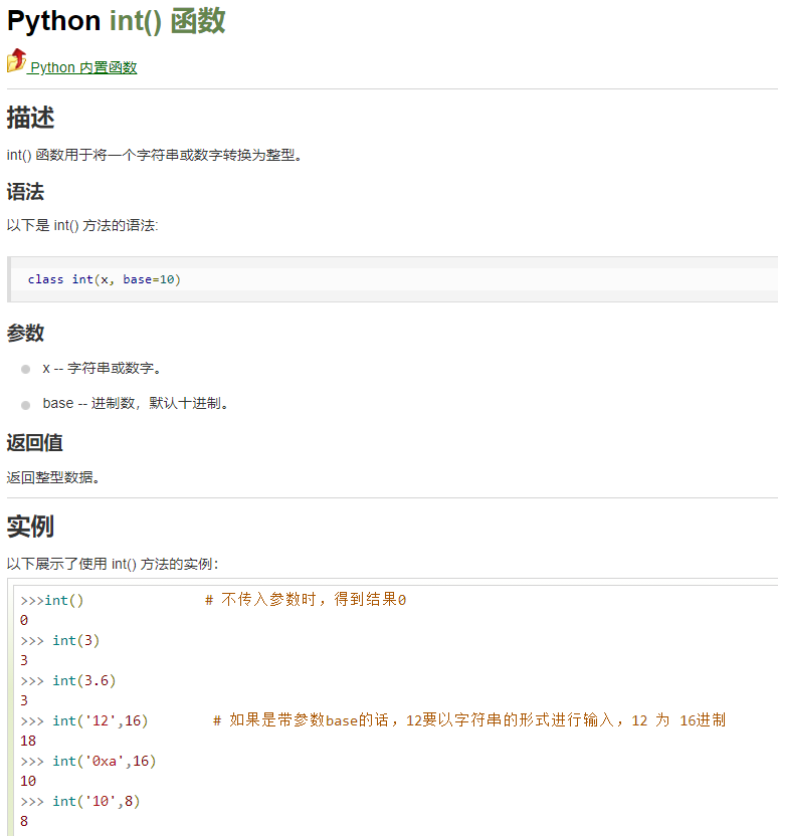 Python int() 函数
Python 内置函数
描述
int() 函数用于将一个字符串或数字转换为整型。
语法
以下是 int() 方法的语法:
class int(x, base=10)
参数
x -- 字符串或数字。
base -- 进制数，默认十进制。
返回值
返回整型数据。
实例
以下展示了使用 int() 方法的实例：
>>>int()               # 不传入参数时，得到结果0
0
>>> int(3)
3
>>> int(3.6)
3
>>> int('12',16)        # 如果是带参数base的话，12要以字符串的形式进行输入，12 为 16进制
18
>>> int('0xa',16)
10
>>> int('10',8)
8